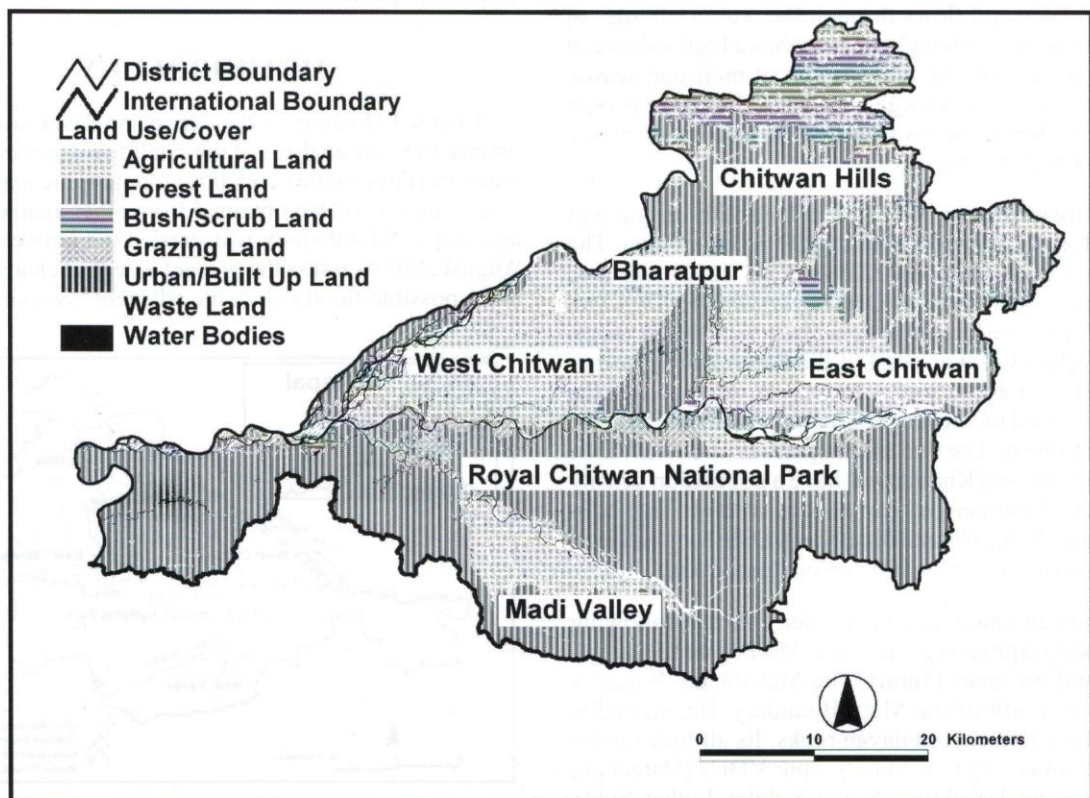 District Boundary
International Boundary
Land Use/Cover
Agricultural Land
Forest Land
Bush/Scrub Land
Grazing Land
Urban/Built Up Land
Waste Land
Water Bodies
Chitwan Hills
Bharatpur
West Chitwan
East Chitwan
Royal Chitwan National Park
Madi Valley
0 10 20 Kilometers